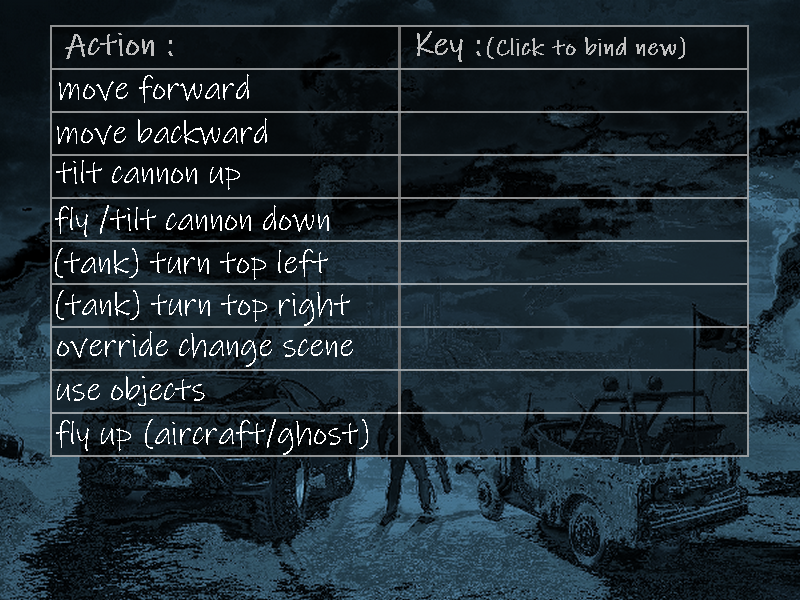 Action : Key : (Click to bind new)
move forward
move backward
tilt cannon up
fly /tilt cannon down
(tank) turn top left
(tank) turn top right
override change scene
use objects
fly up (aircraft/ghost)